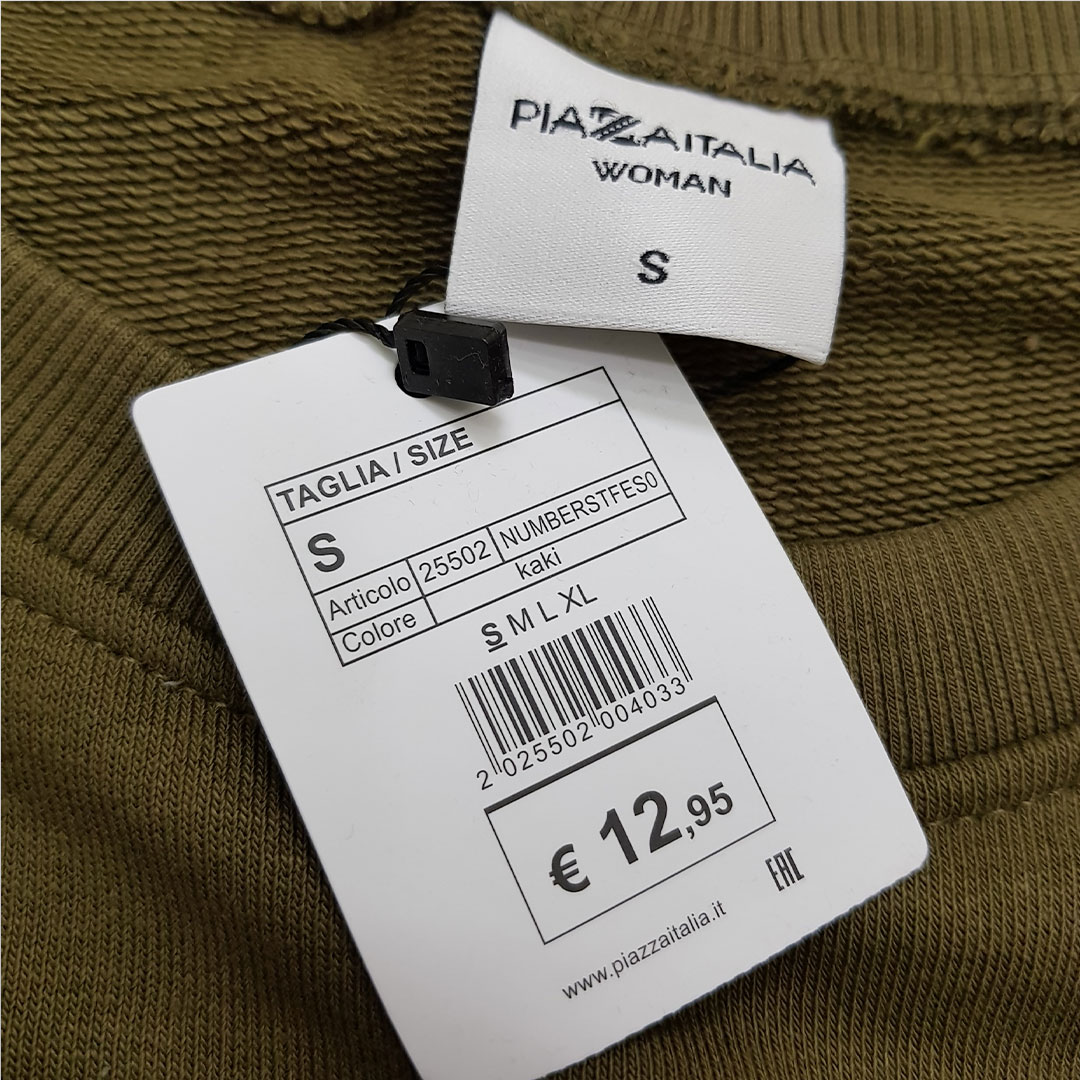 PIAZZAITALIA
WOMAN
S
TAGLIA / SIZE
S
Articolo 25502 NUMBERSTFES0
Colore kaki
S M L XL
2 025502 004033
€ 12,95
EAC
www.piazzaitalia.it